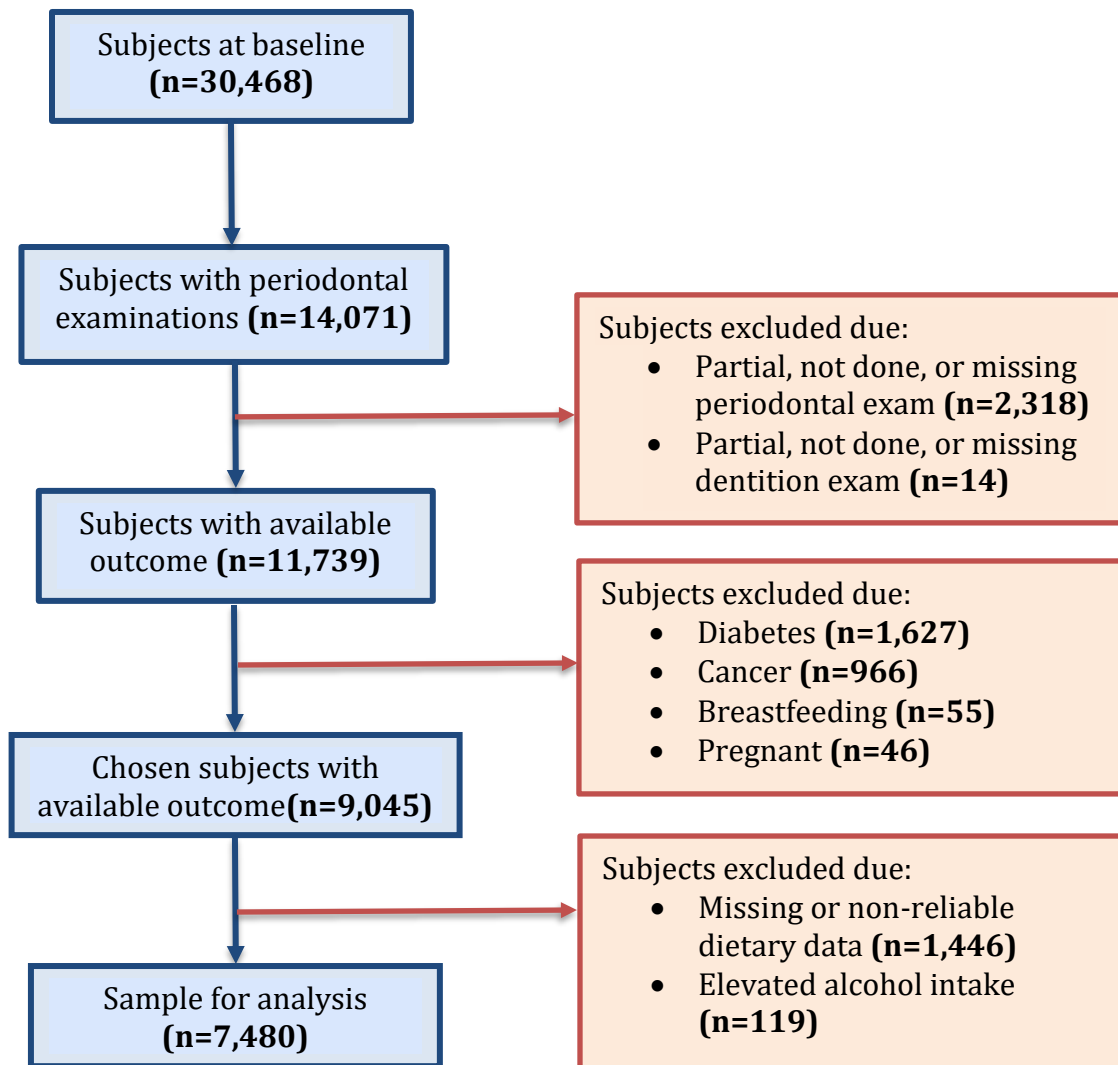 Subjects at baseline
(n=30,468)
Subjects with periodontal
examinations (n=14,071)
Subjects excluded due:
• Partial, not done, or missing
periodontal exam (n=2,318)
• Partial, not done, or missing
dentition exam (n=14)
Subjects with available
outcome (n=11,739)
Subjects excluded due:
• Diabetes (n=1,627)
• Cancer (n=966)
• Breastfeeding (n=55)
• Pregnant (n=46)
Chosen subjects with
available outcome(n=9,045)
Subjects excluded due:
• Missing or non-reliable
dietary data (n=1,446)
• Elevated alcohol intake
(n=119)
Sample for analysis
(n=7,480)